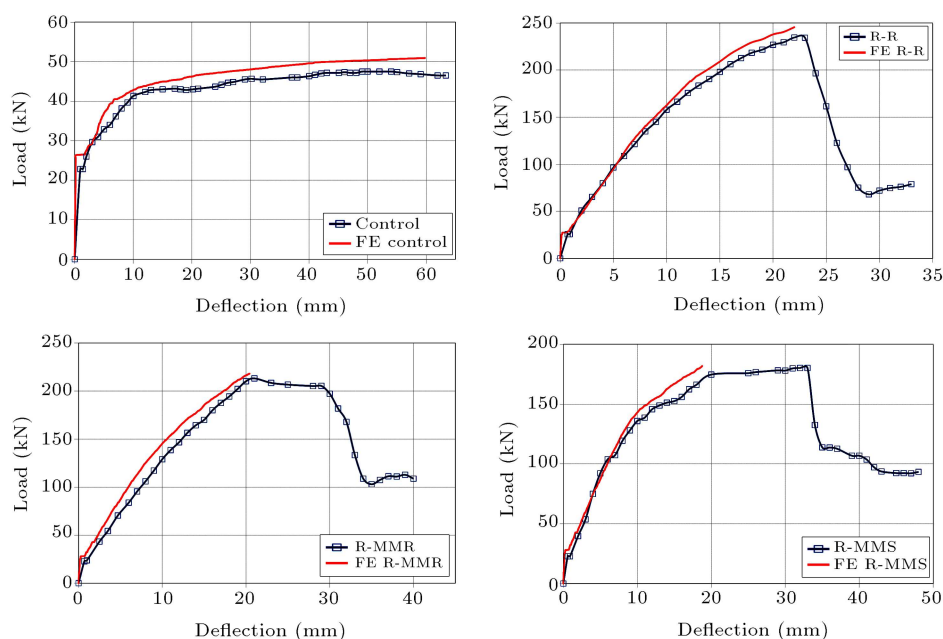 60
50
40
30
20
10
0
Load (kN)
Control
FE control
0 10 20 30 40 50 60
Deflection (mm)
250
200
150
100
50
0
Load (kN)
R-R
FE R-R
0 5 10 15 20 25 30 35
Deflection (mm)
250
200
150
100
50
0
Load (kN)
R-MMR
FE R-MMR
0 10 20 30 40
Deflection (mm)
200
150
100
50
0
Load (kN)
R-MMS
FE R-MMS
0 10 20 30 40 50
Deflection (mm)